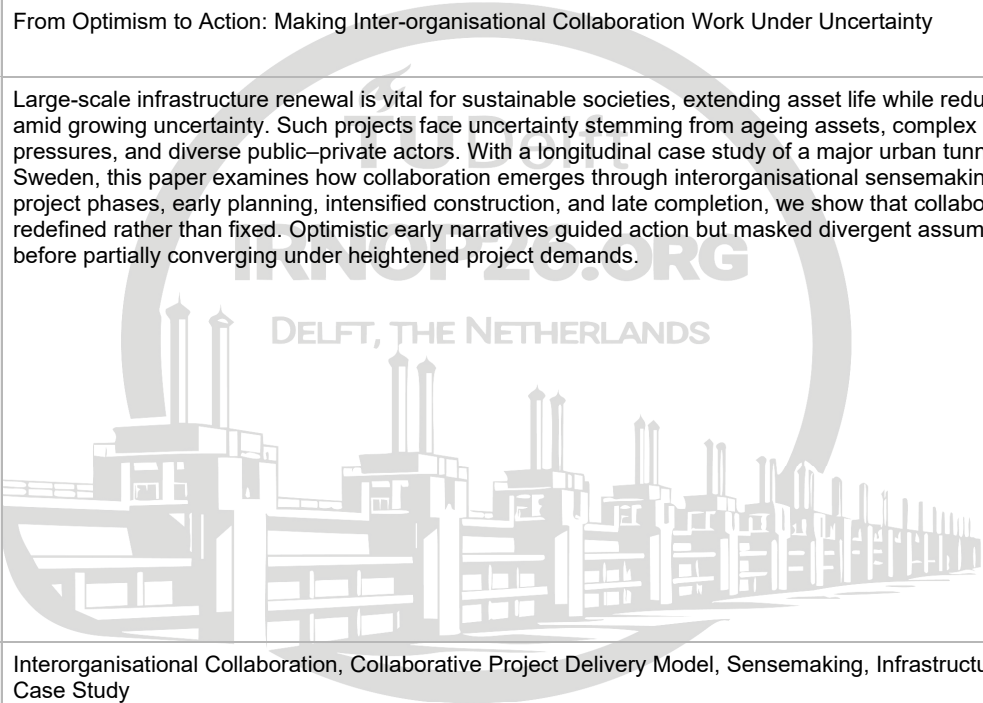 From Optimism to Action: Making Inter-organisational Collaboration Work Under Uncertainty
Large-scale infrastructure renewal is vital for sustainable societies, extending asset life while redu
amid growing uncertainty. Such projects face uncertainty stemming from ageing assets, complex
pressures, and diverse public–private actors. With a longitudinal case study of a major urban tunn
Sweden, this paper examines how collaboration emerges through interorganisational sensemakin
project phases, early planning, intensified construction, and late completion, we show that collabo
redefined rather than fixed. Optimistic early narratives guided action but masked divergent assum
before partially converging under heightened project demands.
TU Delft
IRNOP26.ORG
DELFT, THE NETHERLANDS
Interorganisational Collaboration, Collaborative Project Delivery Model, Sensemaking, Infrastructu
Case Study